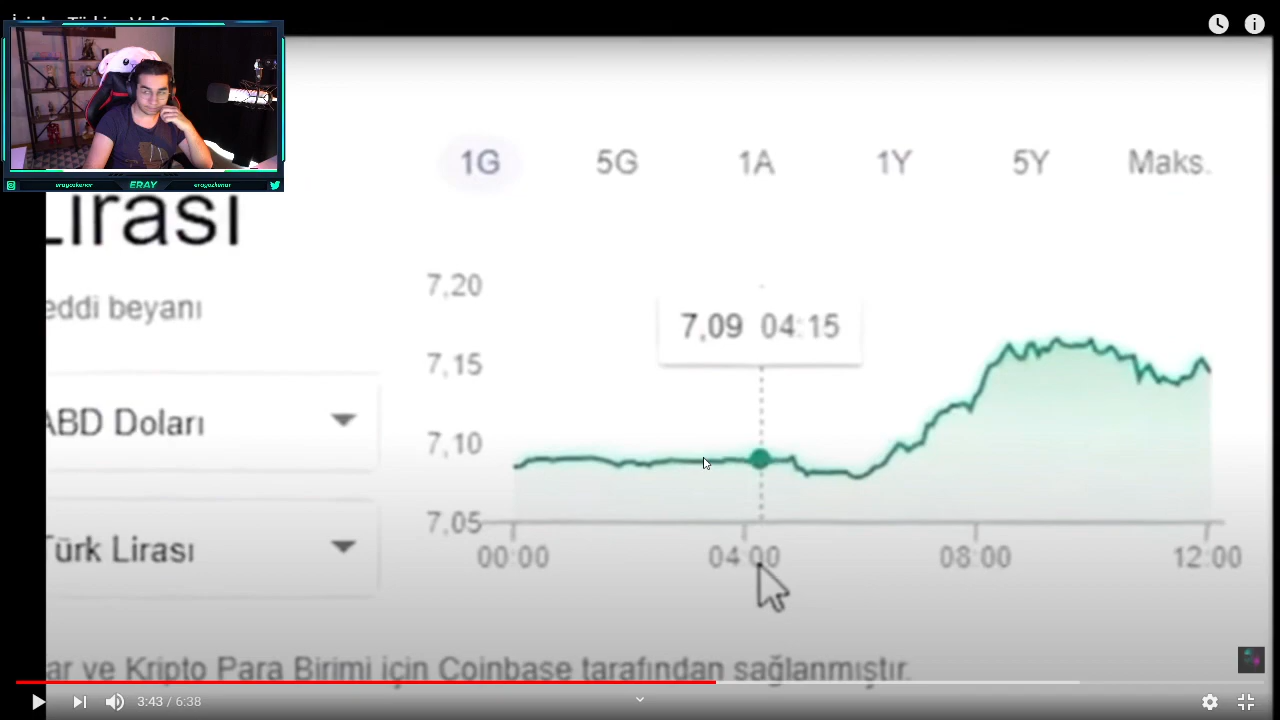 1G 5G 1A 1Y 5Y Maks.
Lirası
eddi beyanı
7,20
7,09 04:15
7,15
ABD Doları
7,10
7,05
Türk Lirası
00:00 04:00 08:00 12:00
ar ve Kripto Para Birimi için Coinbase tarafından sağlanmıştır.
3:43 / 6:38
ERAY